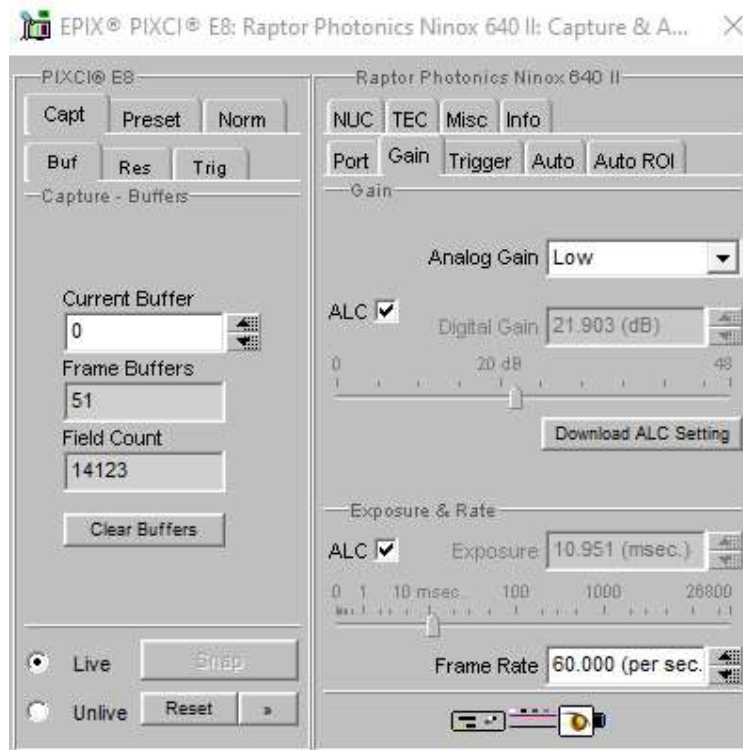 EPIX® PIXCI® E8: Raptor Photonics Ninox 640 II: Capture & A...
PIXCI® E8
Capt Preset Norm
Buf Res Trig
Capture - Buffers
Current Buffer
0
Frame Buffers
51
Field Count
14123
Clear Buffers
Live Snap
Unlive Reset »
Raptor Photonics Ninox 640 II
NUC TEC Misc Info
Port Gain Trigger Auto Auto ROI
Gain
Analog Gain Low
ALC Digital Gain 21.903 (dB)
0 20 dB 48
Download ALC Setting
Exposure & Rate
ALC Exposure 10.951 (msec.)
0 1 10 msec. 100 1000 26800
Frame Rate 60.000 (per sec.